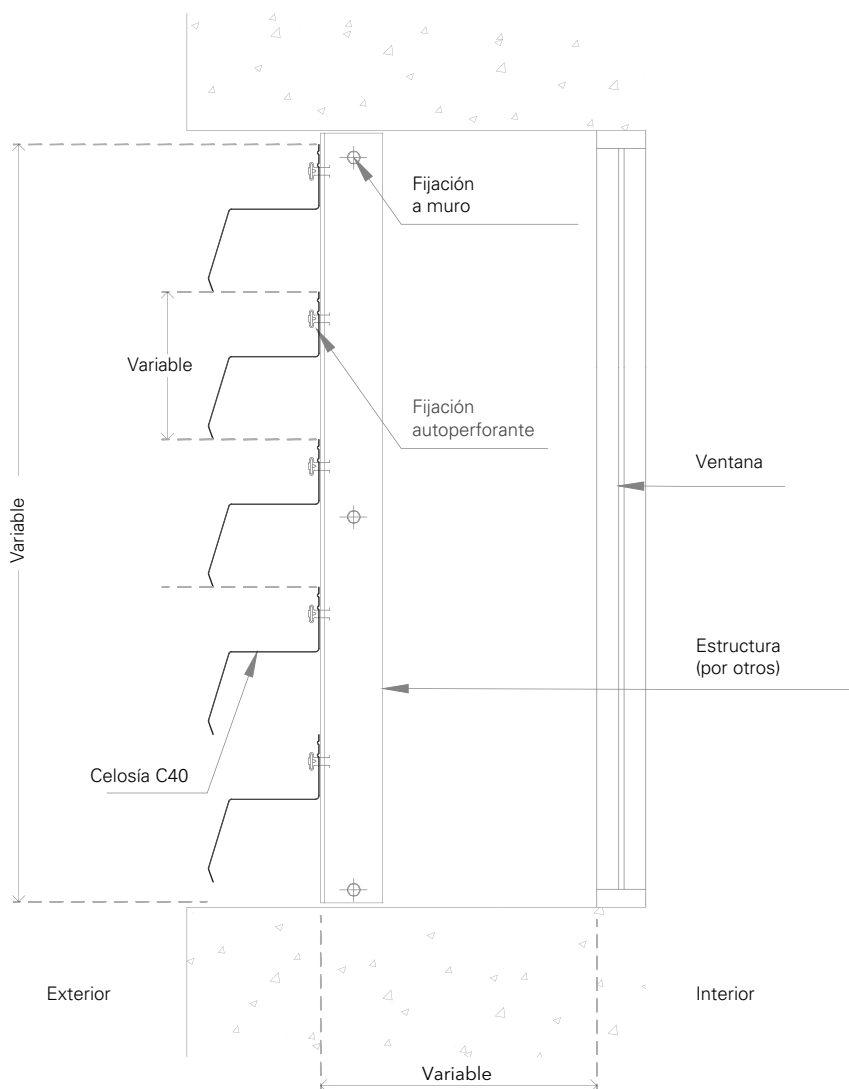 Fijación
a muro
Variable
Fijación
autoperforante
Ventana
Variable
Estructura
(por otros)
Celosía C40
Exterior
Interior
Variable